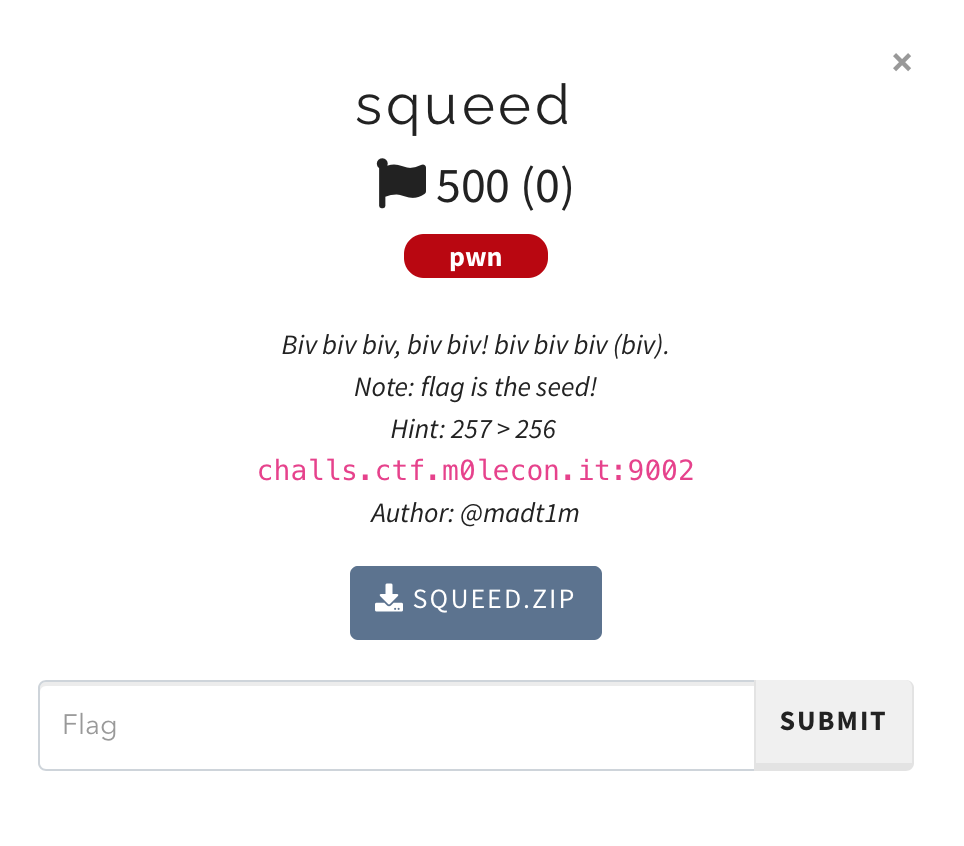 ×
squeed
500 (0)
pwn
Biv biv biv, biv biv! biv biv biv (biv).
Note: flag is the seed!
Hint: 257 > 256
challs.ctf.m0lecon.it:9002
Author: @madt1m
SQUEED.ZIP
Flag
SUBMIT